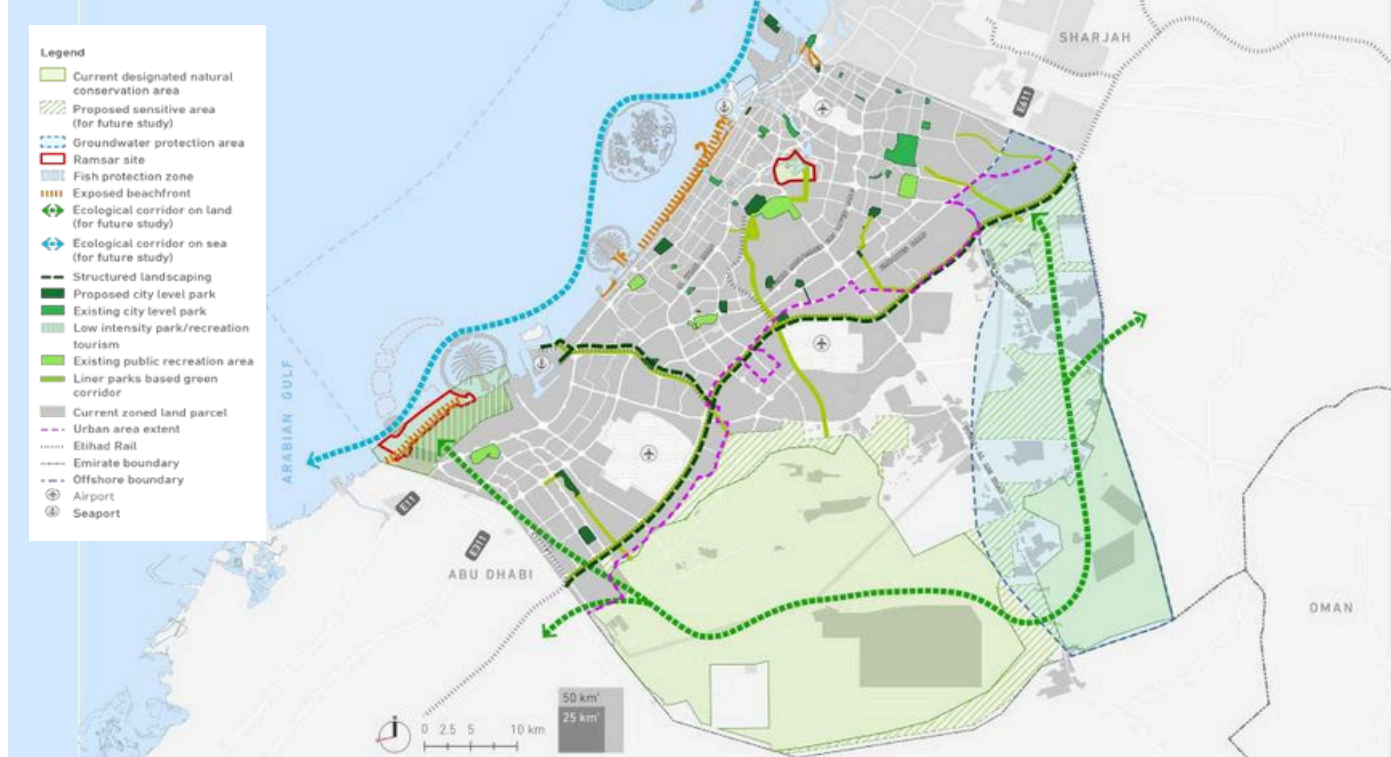 Legend
Current designated natural
conservation area
Proposed sensitive area
(for future study)
Groundwater protection area
Ramsar site
Fish protection zone
Exposed beachfront
Ecological corridor on land
(for future study)
Ecological corridor on sea
(for future study)
Structured landscaping
Proposed city level park
Existing city level park
Low intensity park/recreation
tourism
Existing public recreation area
Liner parks based green
corridor
Current zoned land parcel
Urban area extent
Etihad Rail
Emirate boundary
Offshore boundary
Airport
Seaport
ARABIAN GULF
SHARJAH
E611
E11
E311
ABU DHABI
OMAN
0 2.5 5 10 km
50 km²
25 km²